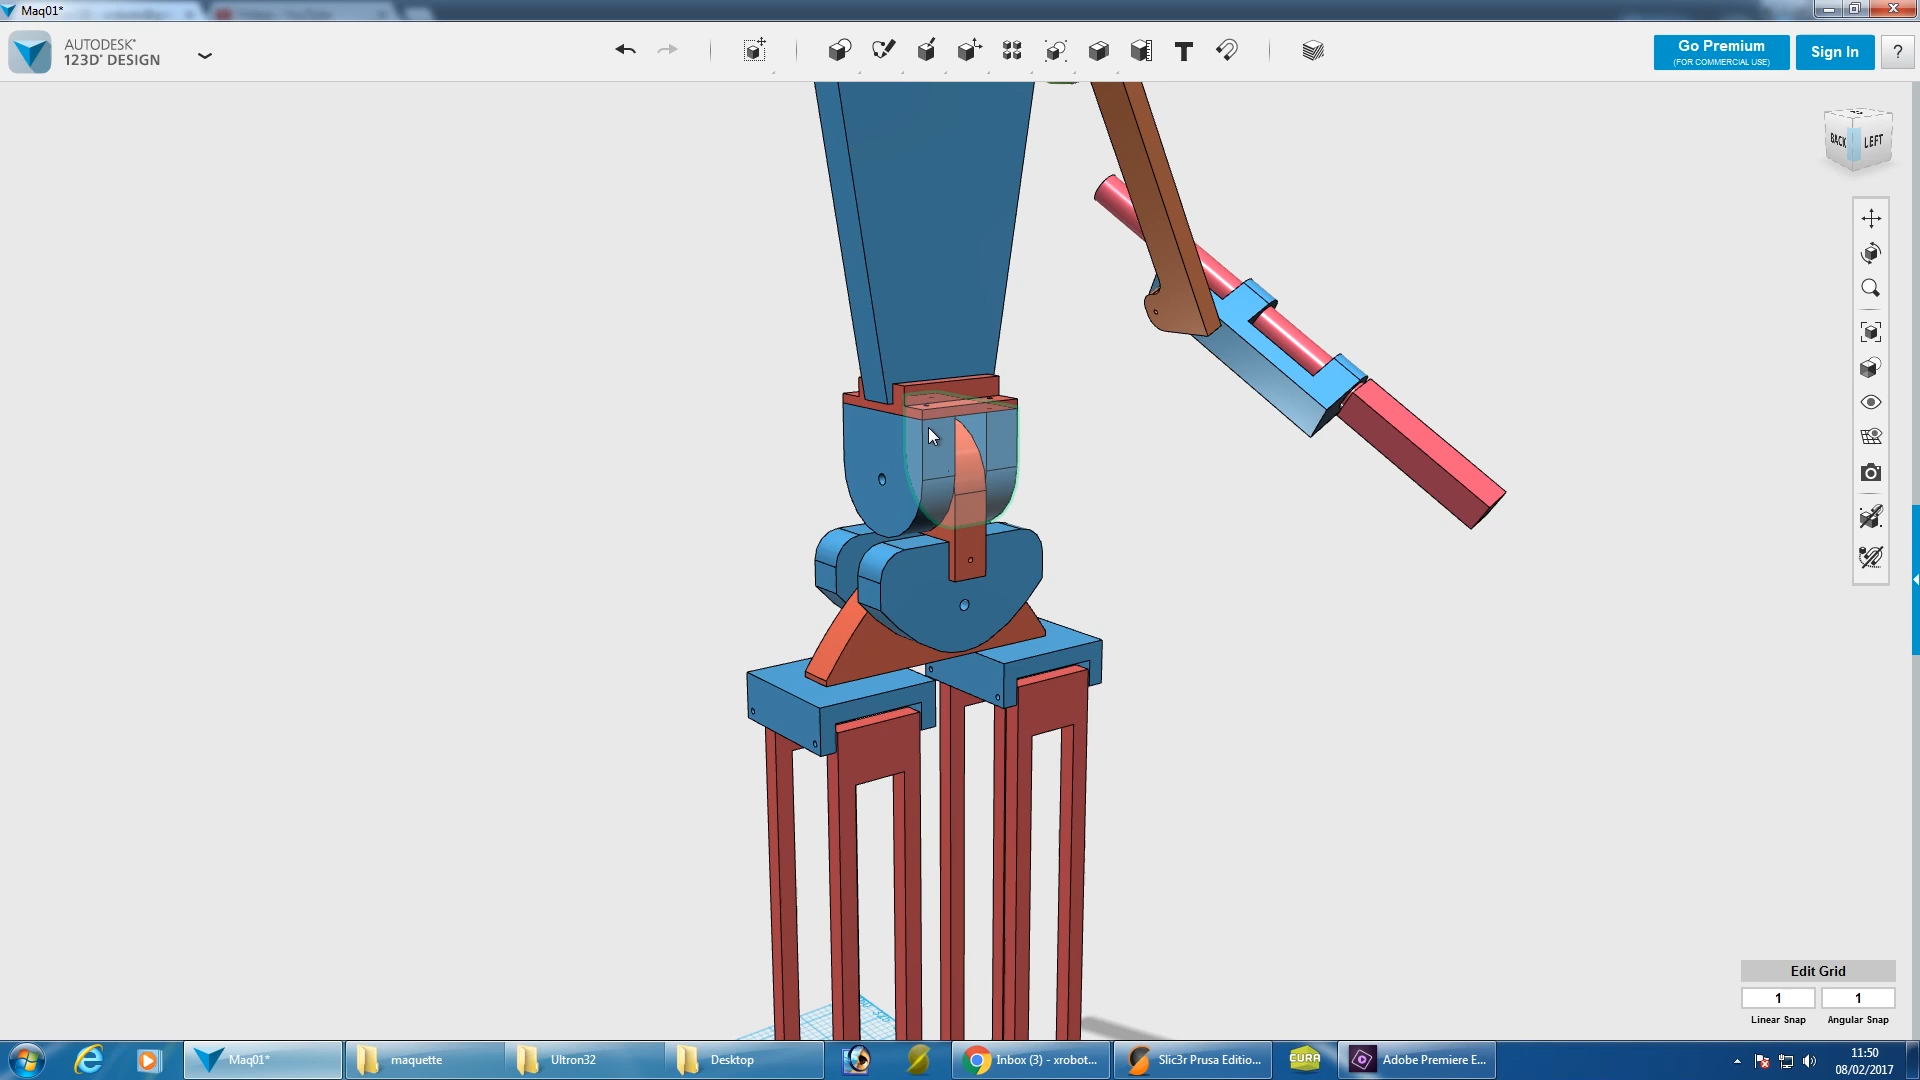 Maq01*
AUTODESK®
123D® DESIGN
Go Premium
(FOR COMMERCIAL USE)
Sign In
?
T
BACK
LEFT
Edit Grid
1
1
Linear Snap
Angular Snap
Maq01*
maquette
Ultron32
Desktop
Inbox (3) - xrobot...
Slic3r Prusa Editio...
CURA
Adobe Premiere E...
11:50
08/02/2017